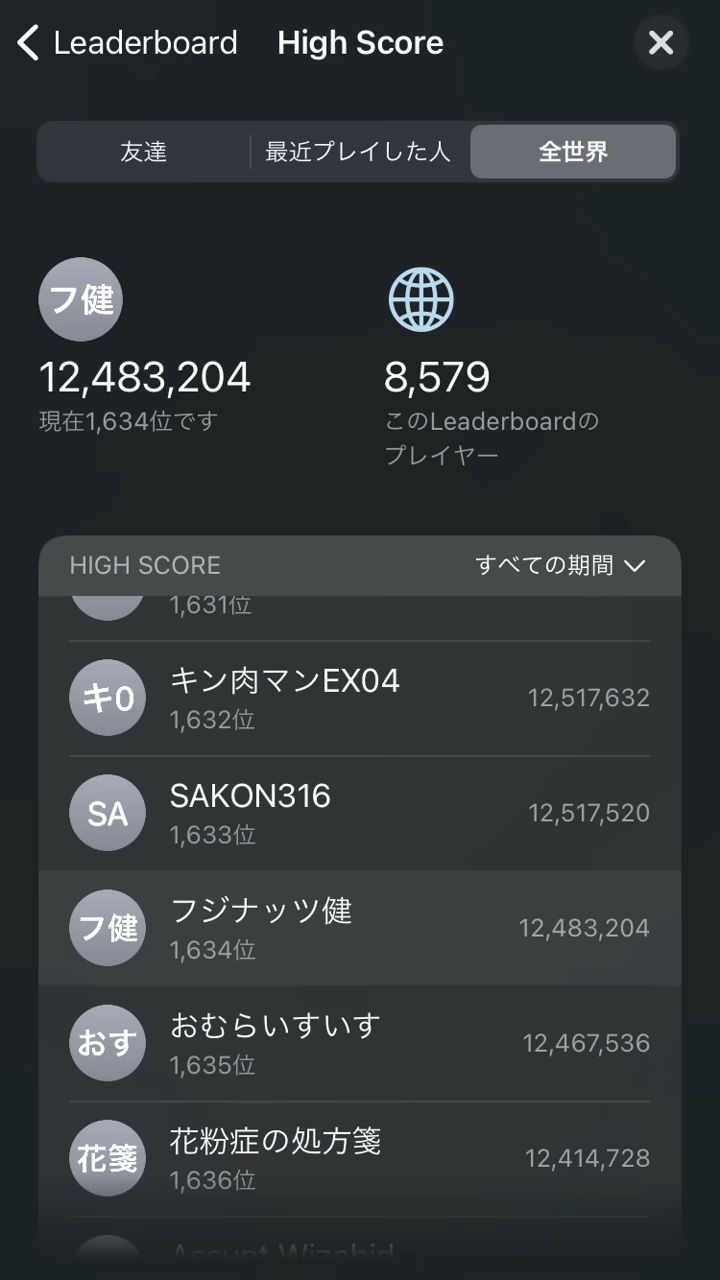 Leaderboard High Score
友達 最近プレイした人 全世界
フ健
12,483,204
現在1,634位です
8,579
このLeaderboardの
プレイヤー
HIGH SCORE すべての期間
1,631位
キ0 キン肉マンEX04 12,517,632
1,632位
SA SAKON316 12,517,520
1,633位
フ健 フジナッツ健 12,483,204
1,634位
おす おむらいすいす 12,467,536
1,635位
花箋 花粉症の処方箋 12,414,728
1,636位